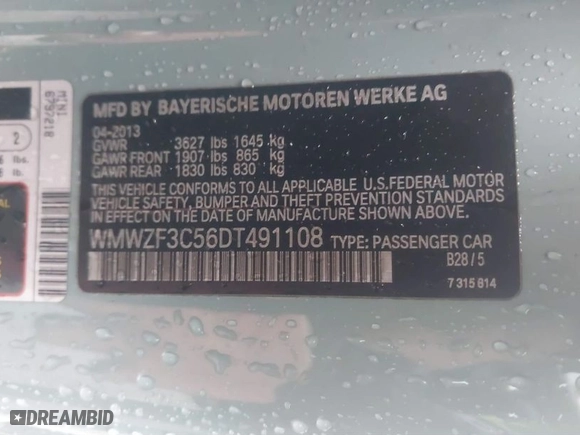 MINI
8797218
2
MFD BY BAYERISCHE MOTOREN WERKE AG
04-2013
GVWR 3627 lbs 1645 kg
GAWR FRONT 1907 lbs 865 kg
GAWR REAR 1830 lbs 830 kg
THIS VEHICLE CONFORMS TO ALL APPLICABLE U.S.FEDERAL MOTOR
VEHICLE SAFETY, BUMPER AND THEFT PREVENTION STANDARDS
IN EFFECT ON THE DATE OF MANUFACTURE SHOWN ABOVE.
WMWZF3C56DT491108 TYPE: PASSENGER CAR
B28 / 5
7 315 814
DREAMBID